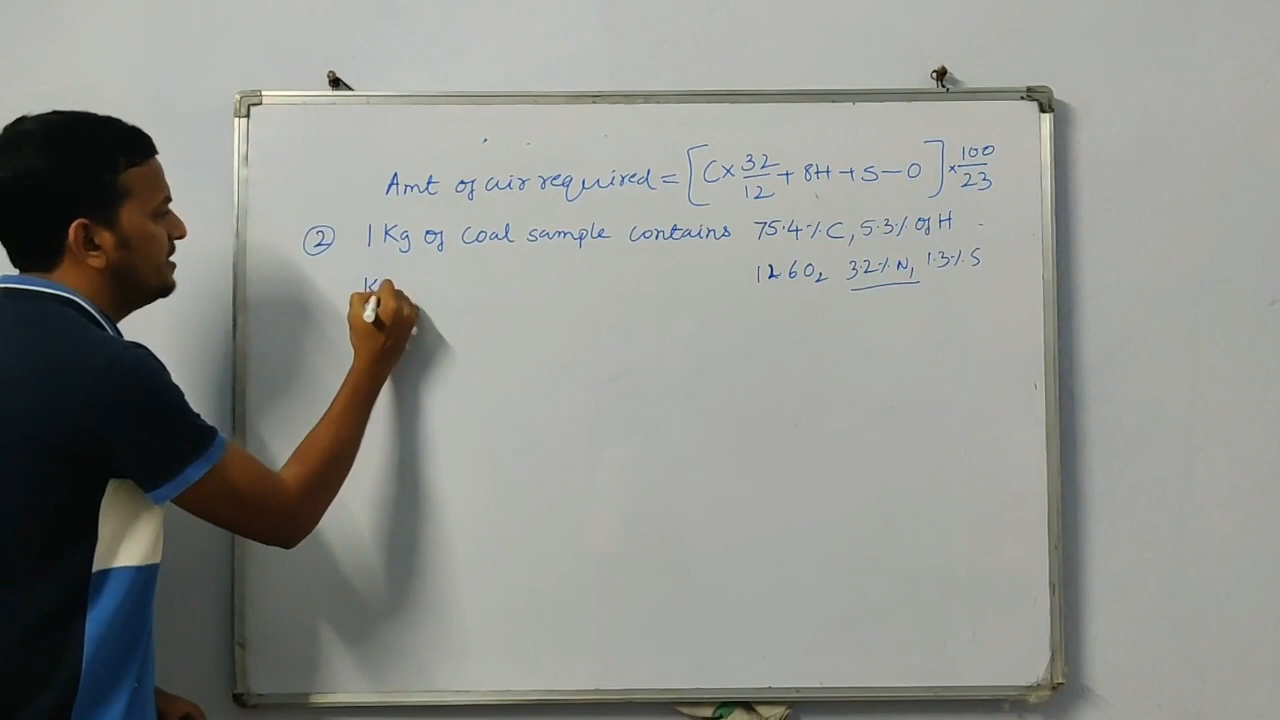 Amt of air required = [C × 32/12 + 8H + S - O] × 100/23
② 1 Kg of coal sample contains 75.4% C, 5.3% of H
12.6 O₂ 3.2% N, 1.3% S
K